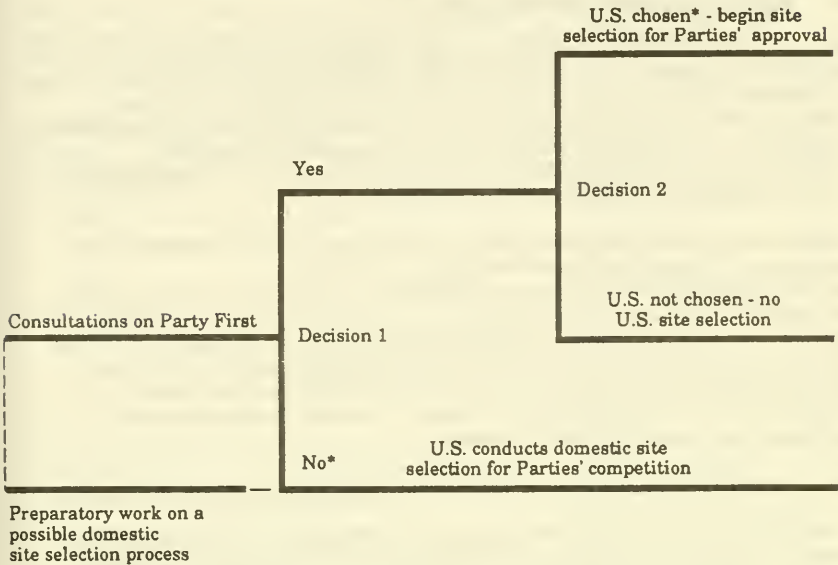 U.S. chosen* - begin site
selection for Parties' approval
Yes
Decision 2
U.S. not chosen - no
U.S. site selection
Consultations on Party First
Decision 1
No*
U.S. conducts domestic site
selection for Parties' competition
Preparatory work on a
possible domestic
site selection process